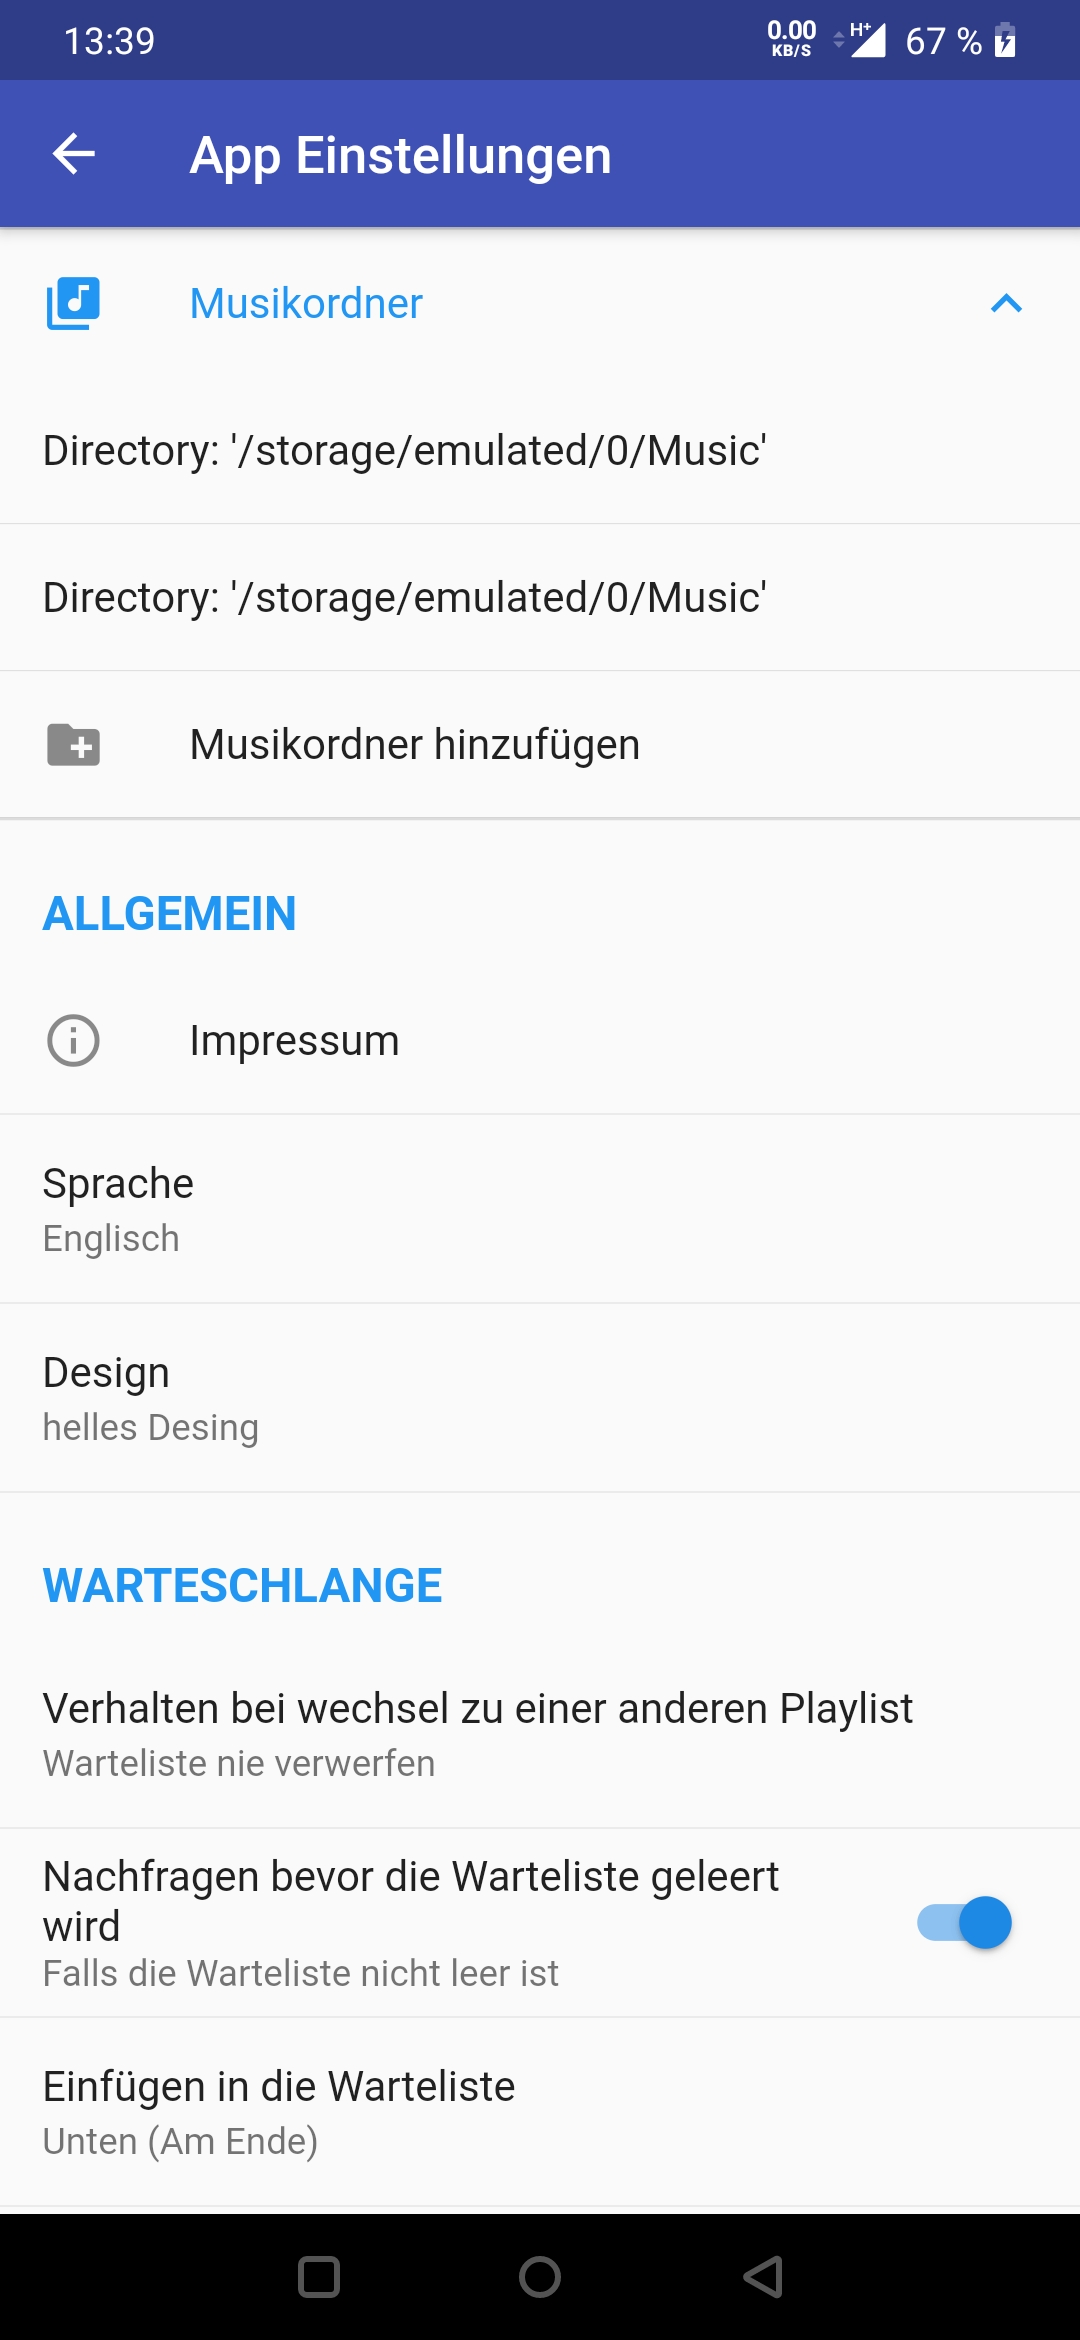 13:39
0.00
KB/S
H+
67 %
App Einstellungen
Musikordner
Directory: '/storage/emulated/0/Music'
Directory: '/storage/emulated/0/Music'
Musikordner hinzufügen
ALLGEMEIN
Impressum
Sprache
Englisch
Design
helles Desing
WARTESCHLANGE
Verhalten bei wechsel zu einer anderen Playlist
Warteliste nie verwerfen
Nachfragen bevor die Warteliste geleert
wird
Falls die Warteliste nicht leer ist
Einfügen in die Warteliste
Unten (Am Ende)